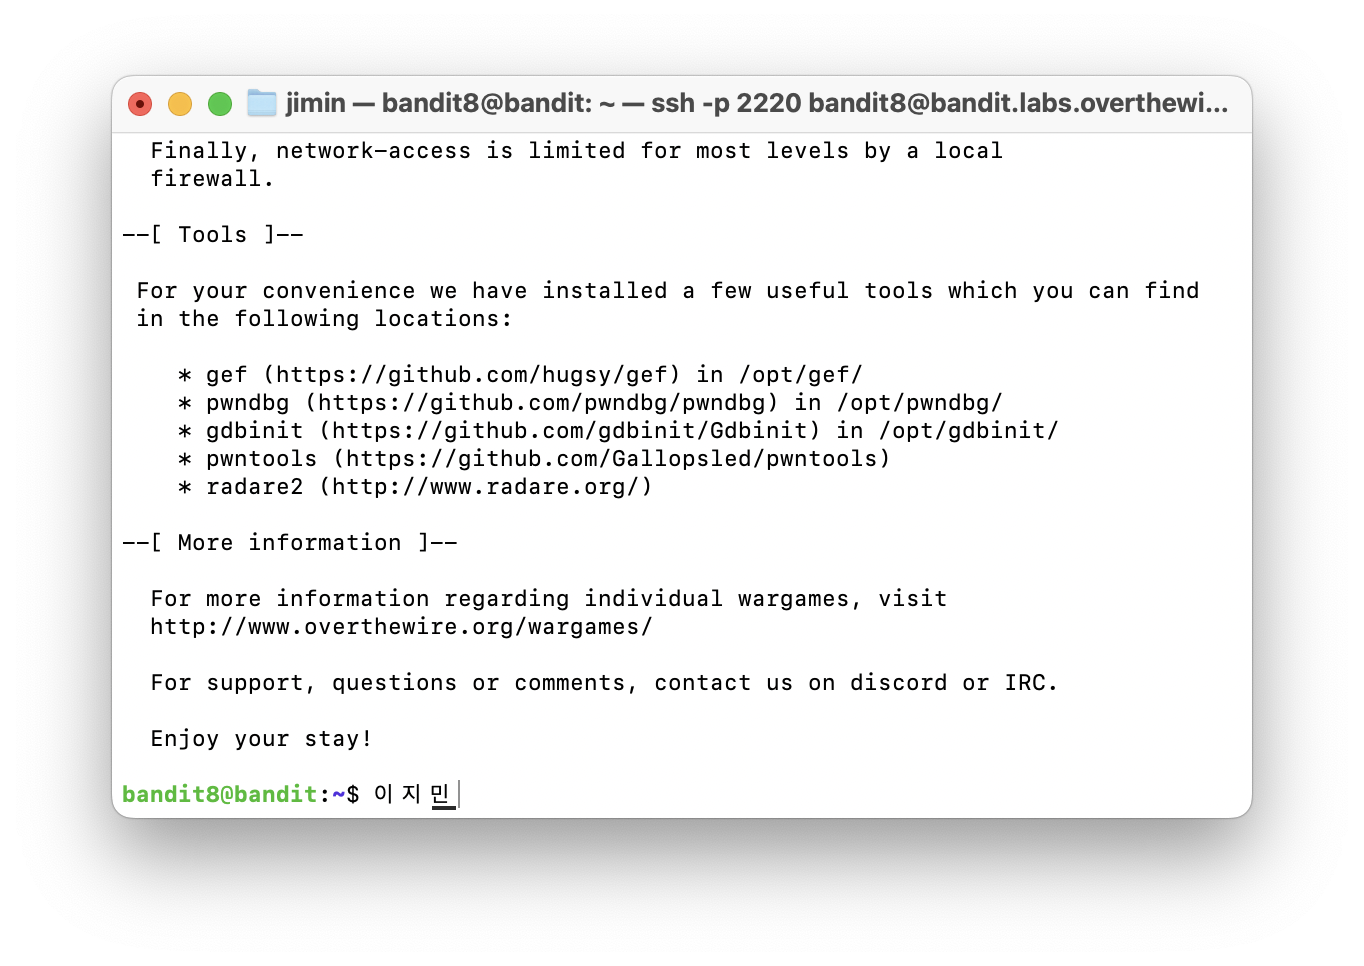 jimin — bandit8@bandit: ~ — ssh -p 2220 bandit8@bandit.labs.overthewi...
Finally, network-access is limited for most levels by a local
firewall.
--[ Tools ]--
For your convenience we have installed a few useful tools which you can find
in the following locations:
* gef (https://github.com/hugsy/gef) in /opt/gef/
* pwndbg (https://github.com/pwndbg/pwndbg) in /opt/pwndbg/
* gdbinit (https://github.com/gdbinit/Gdbinit) in /opt/gdbinit/
* pwntools (https://github.com/Gallopsled/pwntools)
* radare2 (http://www.radare.org/)
--[ More information ]--
For more information regarding individual wargames, visit
http://www.overthewire.org/wargames/
For support, questions or comments, contact us on discord or IRC.
Enjoy your stay!
bandit8@bandit:~$ 이지민